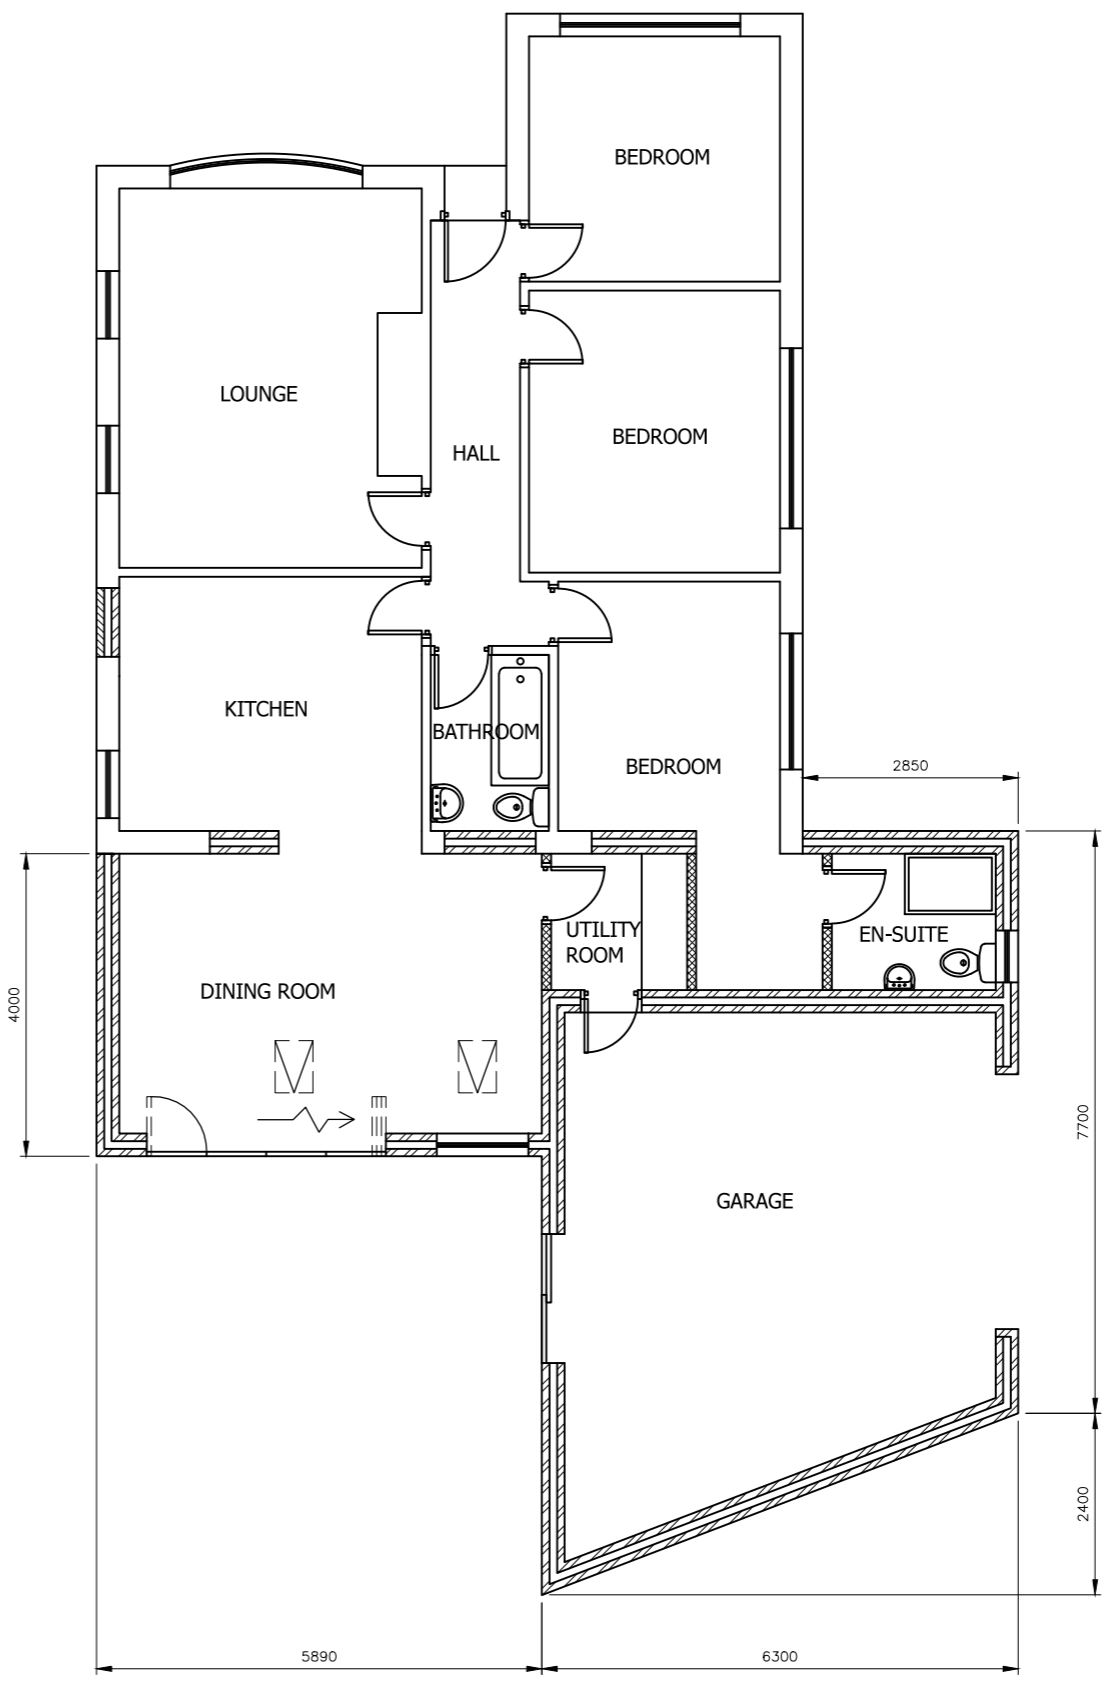 BEDROOM
LOUNGE
BEDROOM
HALL
KITCHEN
BATHROOM
BEDROOM
2850
UTILITY
ROOM
EN-SUITE
DINING ROOM
4000
7700
GARAGE
2400
5890
6300